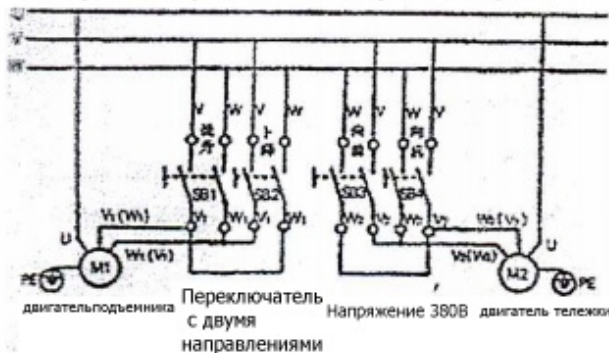 U
V
W
V W V W W V W V
SB1 SB2 SB3 SB4
V₁(W₁) V₁ W₁ V₁ W₁ W₂ V₂ W₂ V₂ W₂(V₂)
U W₁(V₁) V₂(W₂) U
PE M1 M2 PE
двигательподъемника
Переключатель
с двумя
направлениями
Напряжение 380В
двигатель тележки